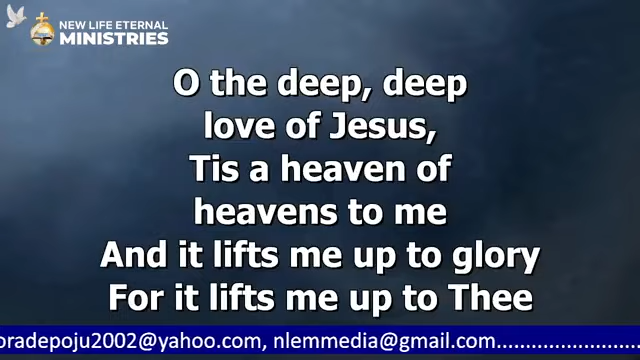 NEW LIFE ETERNAL
MINISTRIES
O the deep, deep
love of Jesus,
Tis a heaven of
heavens to me
And it lifts me up to glory
For it lifts me up to Thee
oradepoju2002@yahoo.com, nlemmedia@gmail.com..........................